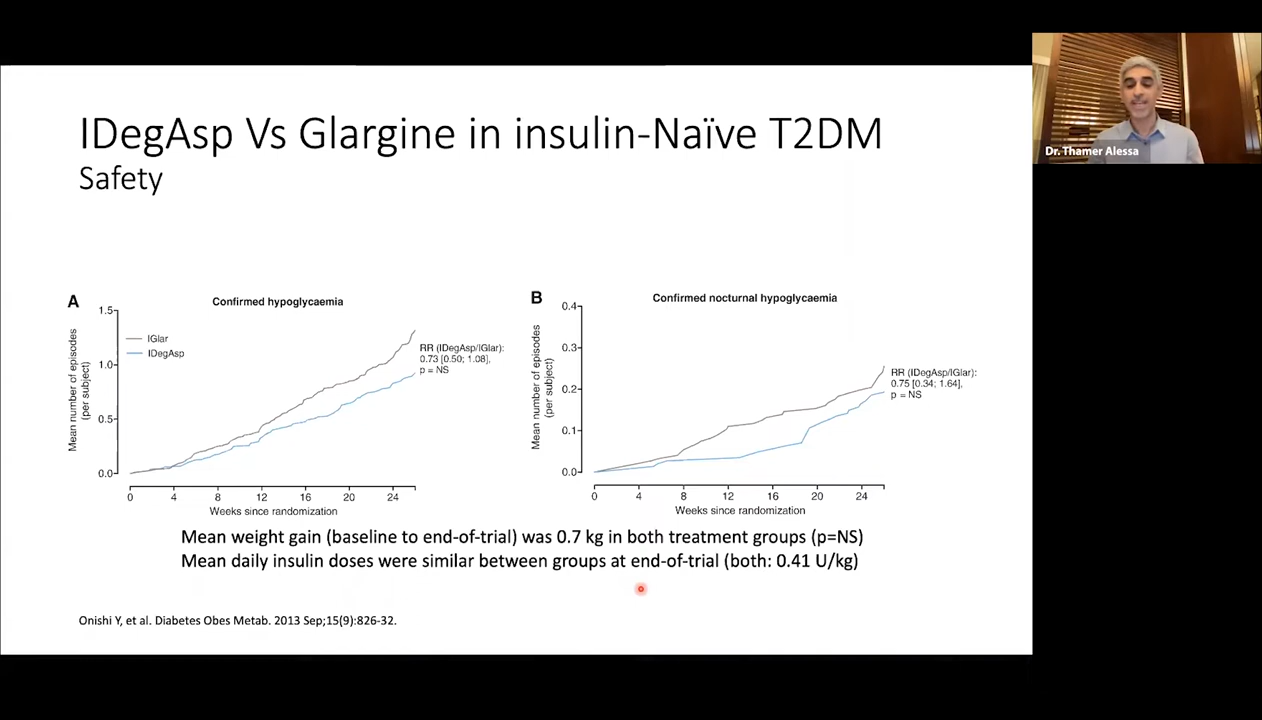 IDegAsp Vs Glargine in insulin-Naïve T2DM
Safety
Dr. Thamer Alessa
A
Confirmed hypoglycaemia
1.5
1.0
0.5
0.0
Mean number of episodes
(per subject)
IGlar
IDegAsp
RR (IDegAsp/IGlar):
0.73 [0.50; 1.08],
p = NS
0 4 8 12 16 20 24
Weeks since randomization
B
Confirmed nocturnal hypoglycaemia
0.4
0.3
0.2
0.1
0.0
Mean number of episodes
(per subject)
RR (IDegAsp/IGlar):
0.75 [0.34; 1.64],
p = NS
0 4 8 12 16 20 24
Weeks since randomization
Mean weight gain (baseline to end-of-trial) was 0.7 kg in both treatment groups (p=NS)
Mean daily insulin doses were similar between groups at end-of-trial (both: 0.41 U/kg)
Onishi Y, et al. Diabetes Obes Metab. 2013 Sep;15(9):826-32.